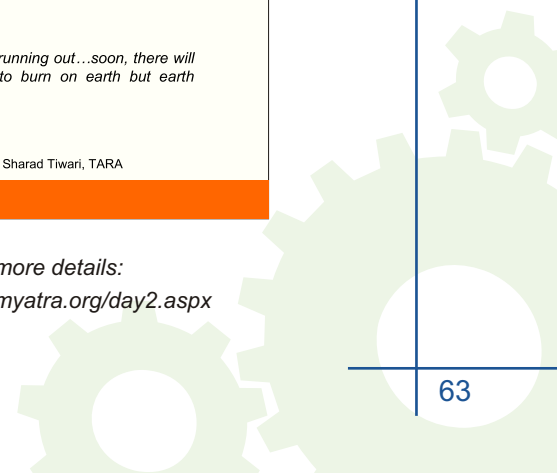 running out…soon, there will
to burn on earth but earth
Sharad Tiwari, TARA
more details:
myatra.org/day2.aspx
63